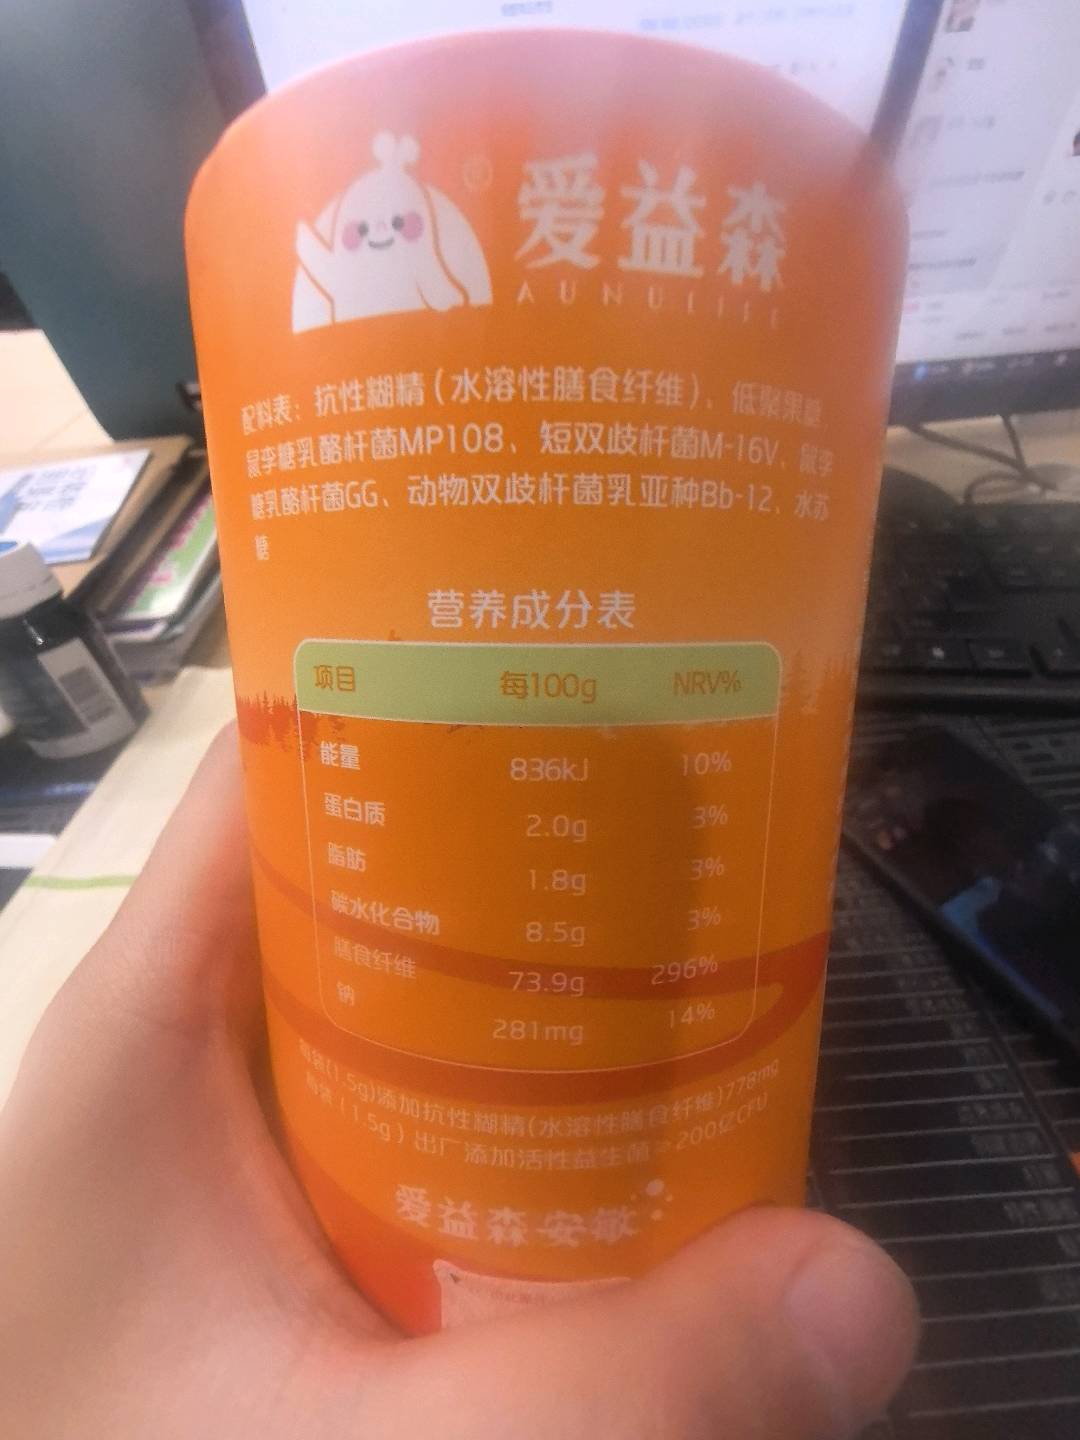 爱益森
AUNULIFE
配料表：抗性糊精（水溶性膳食纤维）、低聚果糖、
鼠李糖乳酪杆菌MP108、短双歧杆菌M-16V、鼠李
糖乳酪杆菌GG、动物双歧杆菌乳亚种Bb-12、水苏
糖
营养成分表
项目 每100g NRV%
能量 836kJ 10%
蛋白质 2.0g 3%
脂肪 1.8g 3%
碳水化合物 8.5g 3%
膳食纤维 73.9g 296%
钠 281mg 14%
每袋(1.5g)添加抗性糊精(水溶性膳食纤维)778mg
每袋（1.5g）出厂添加活性益生菌≥200亿CFU
爱益森安敏